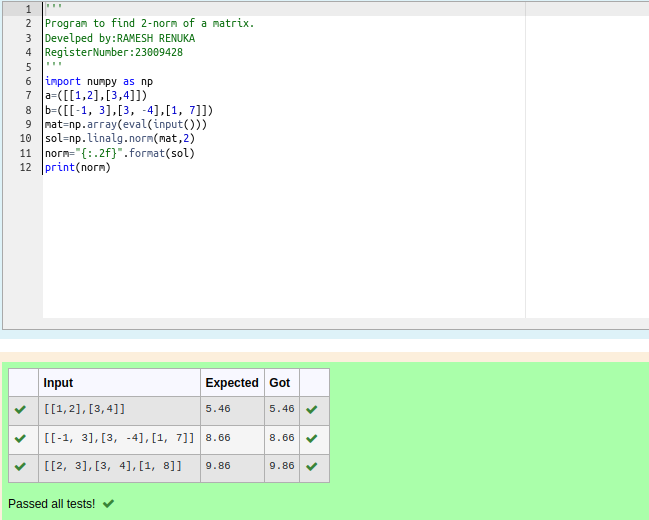 1 '''
2 Program to find 2-norm of a matrix.
3 Develped by:RAMESH RENUKA
4 RegisterNumber:23009428
5 '''
6 import numpy as np
7 a=([[1,2],[3,4]])
8 b=([[-1, 3],[3, -4],[1, 7]])
9 mat=np.array(eval(input()))
10 sol=np.linalg.norm(mat,2)
11 norm="{:.2f}".format(sol)
12 print(norm)
Input Expected Got
[[1,2],[3,4]] 5.46 5.46
[[-1, 3],[3, -4],[1, 7]] 8.66 8.66
[[2, 3],[3, 4],[1, 8]] 9.86 9.86
Passed all tests!